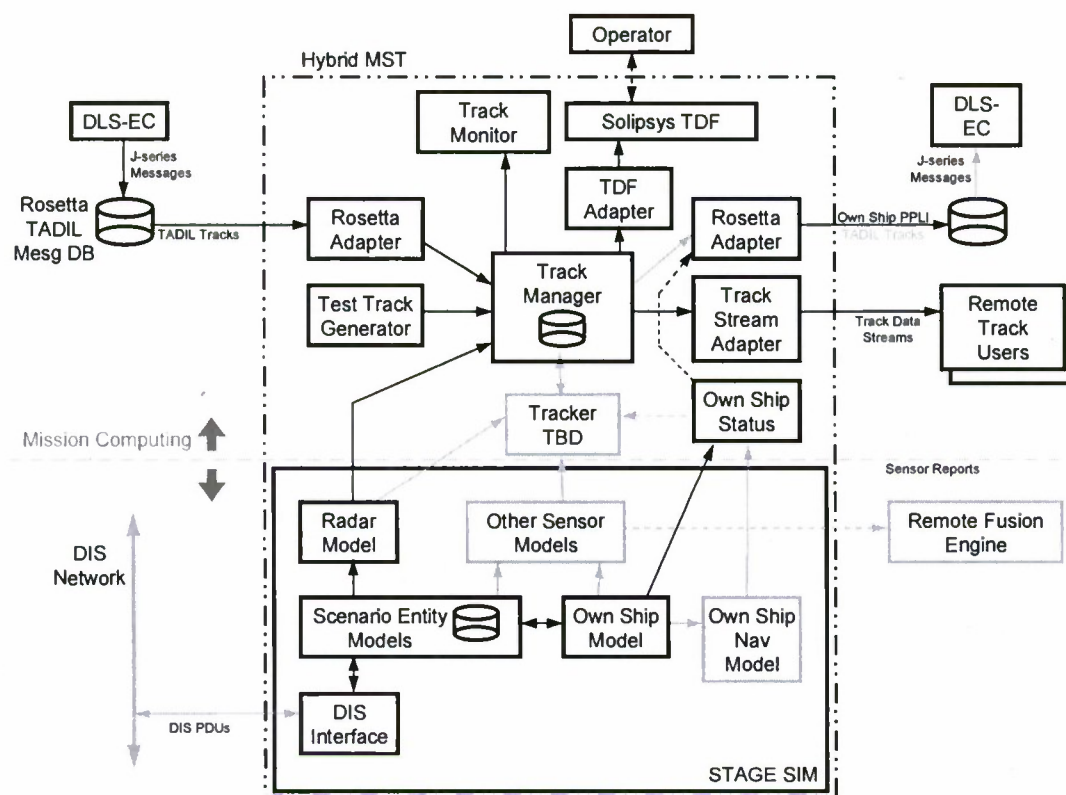 Operator
Hybrid MST
DLS-EC
Track
Monitor
Solipsys TDF
DLS-
EC
J-series
Messages
TDF
Adapter
J-series
Messages
Rosetta
TADIL
Mesg DB
TADIL Tracks
Rosetta
Adapter
Rosetta
Adapter
Own Ship PPLI
TADIL Tracks
Track
Manager
Test Track
Generator
Track
Stream
Adapter
Track Data
Streams
Remote
Track
Users
Tracker
TBD
Own Ship
Status
Mission Computing
Sensor Reports
Radar
Model
Other Sensor
Models
Remote Fusion
Engine
DIS
Network
Scenario Entity
Models
Own Ship
Model
Own Ship
Nav
Model
DIS PDUs
DIS
Interface
STAGE SIM